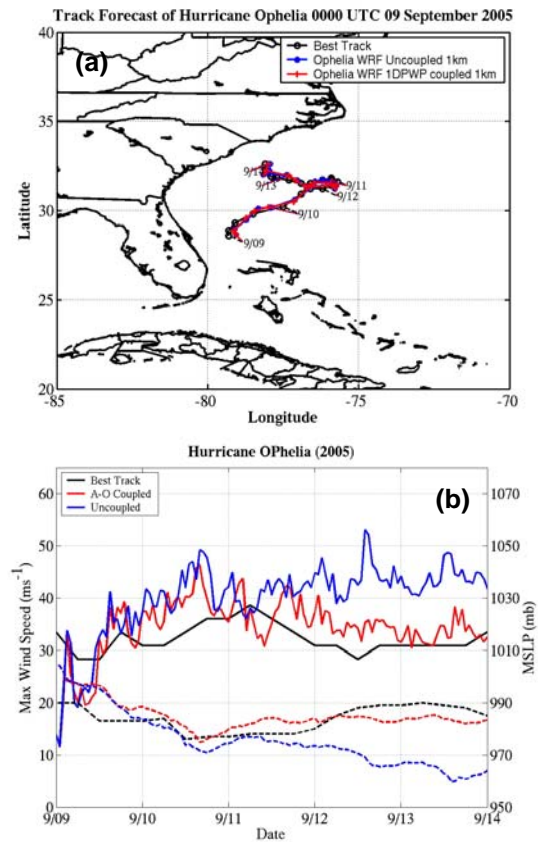 Track Forecast of Hurricane Ophelia 0000 UTC 09 September 2005
(a)
Best Track
Ophelia WRF Uncoupled 1km
Ophelia WRF 1DPWP coupled 1km
40
35
30
25
20
Latitude
9/13
9/11
9/12
9/10
9/09
-85
-80
-75
-70
Longitude
Hurricane OPhelia (2005)
(b)
Best Track
A-O Coupled
Uncoupled
60
50
40
30
20
10
0
Max Wind Speed (ms-1)
1070
1050
1030
1010
990
970
950
MSLP (mb)
9/09
9/10
9/11
9/12
9/13
9/14
Date